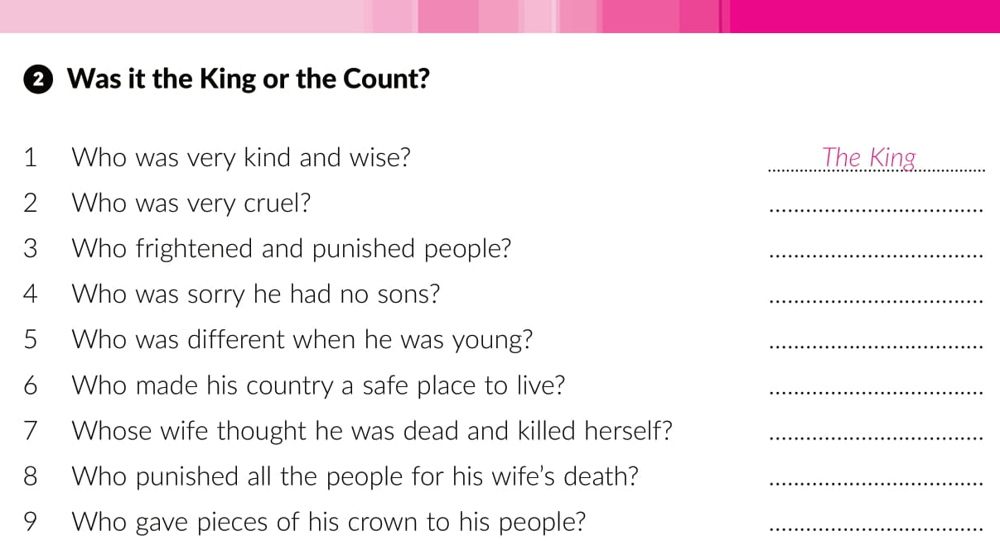 2 Was it the King or the Count?
1 Who was very kind and wise? The King
2 Who was very cruel?
3 Who frightened and punished people?
4 Who was sorry he had no sons?
5 Who was different when he was young?
6 Who made his country a safe place to live?
7 Whose wife thought he was dead and killed herself?
8 Who punished all the people for his wife’s death?
9 Who gave pieces of his crown to his people?